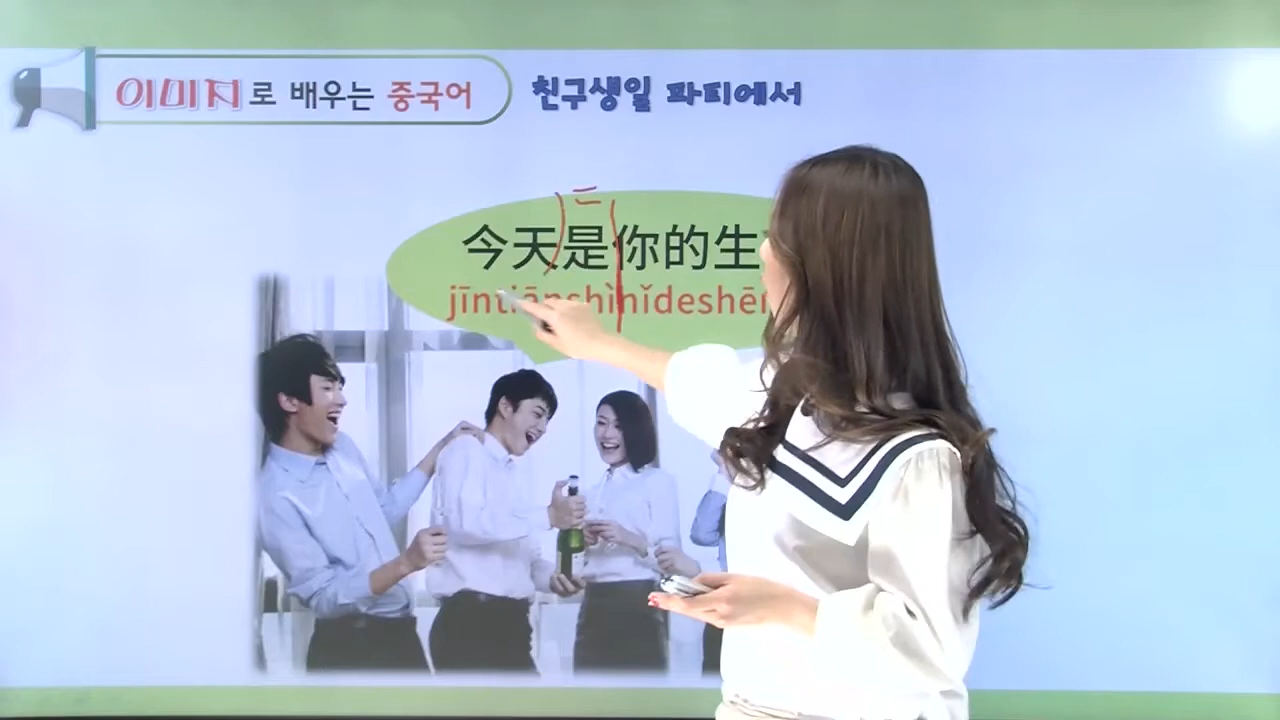 이미지로 배우는 중국어 친구생일 파티에서
今天是你的生
jīntiānshìnǐdeshēn